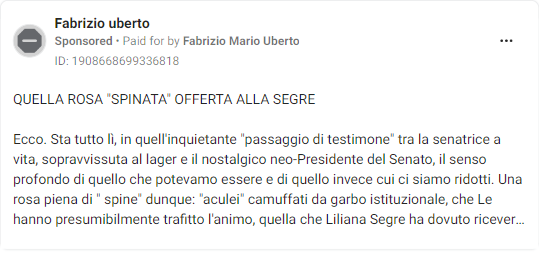 Fabrizio uberto
Sponsored • Paid for by Fabrizio Mario Uberto
ID: 1908668699336818
QUELLA ROSA "SPINATA" OFFERTA ALLA SEGRE
Ecco. Sta tutto lì, in quell'inquietante "passaggio di testimone" tra la senatrice a
vita, sopravvissuta al lager e il nostalgico neo-Presidente del Senato, il senso
profondo di quello che potevamo essere e di quello invece cui ci siamo ridotti. Una
rosa piena di " spine" dunque: "aculei" camuffati da garbo istituzionale, che Le
hanno presumibilmente trafitto l'animo, quella che Liliana Segre ha dovuto ricever...